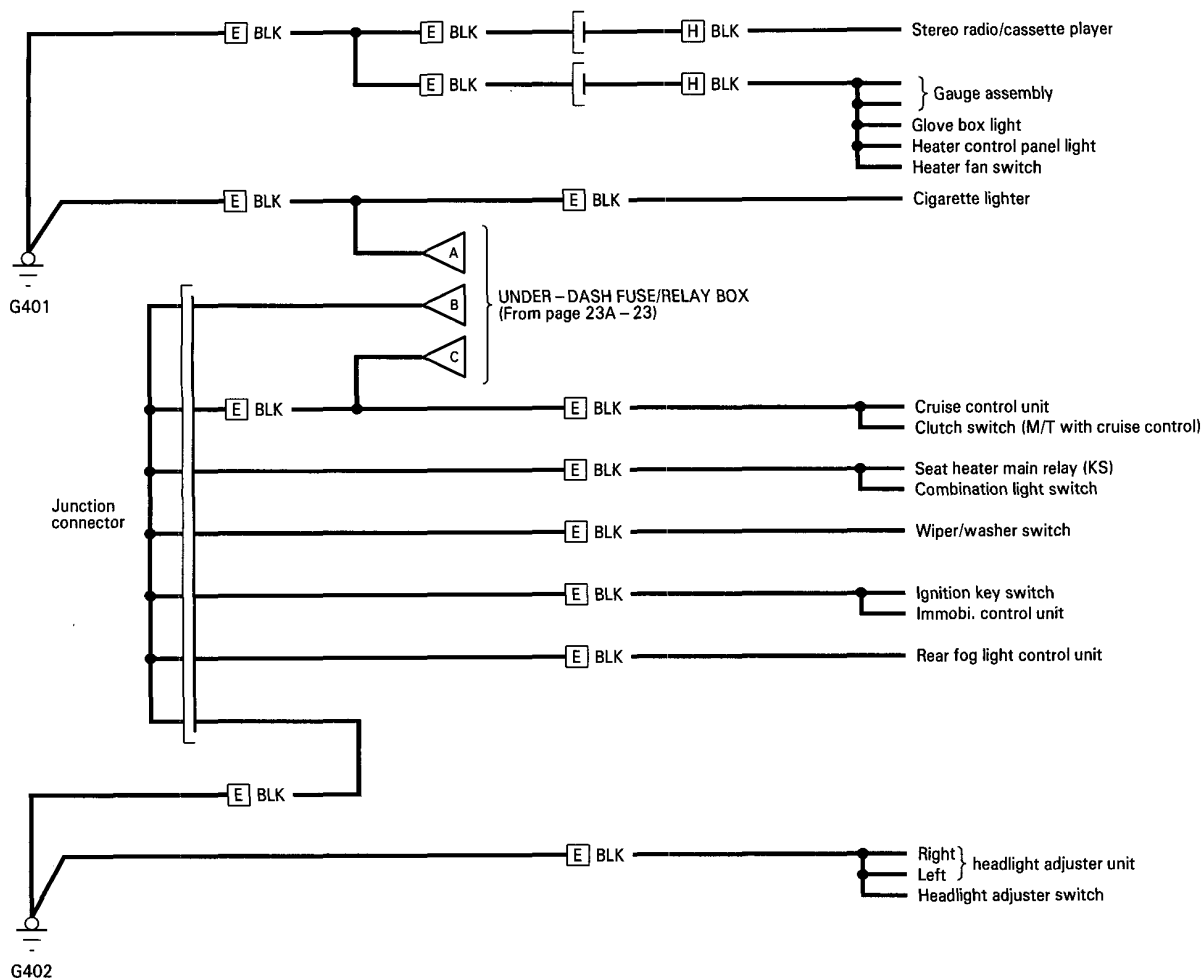 E BLK E BLK H BLK Stereo radio/cassette player
E BLK H BLK Gauge assembly
Glove box light
Heater control panel light
Heater fan switch
E BLK E BLK Cigarette lighter
G401
A
B
C
UNDER – DASH FUSE/RELAY BOX
(From page 23A – 23)
E BLK E BLK Cruise control unit
Clutch switch (M/T with cruise control)
E BLK Seat heater main relay (KS)
Combination light switch
Junction
connector
E BLK Wiper/washer switch
E BLK Ignition key switch
Immobi. control unit
E BLK Rear fog light control unit
E BLK
E BLK Right
Left
headlight adjuster unit
Headlight adjuster switch
G402